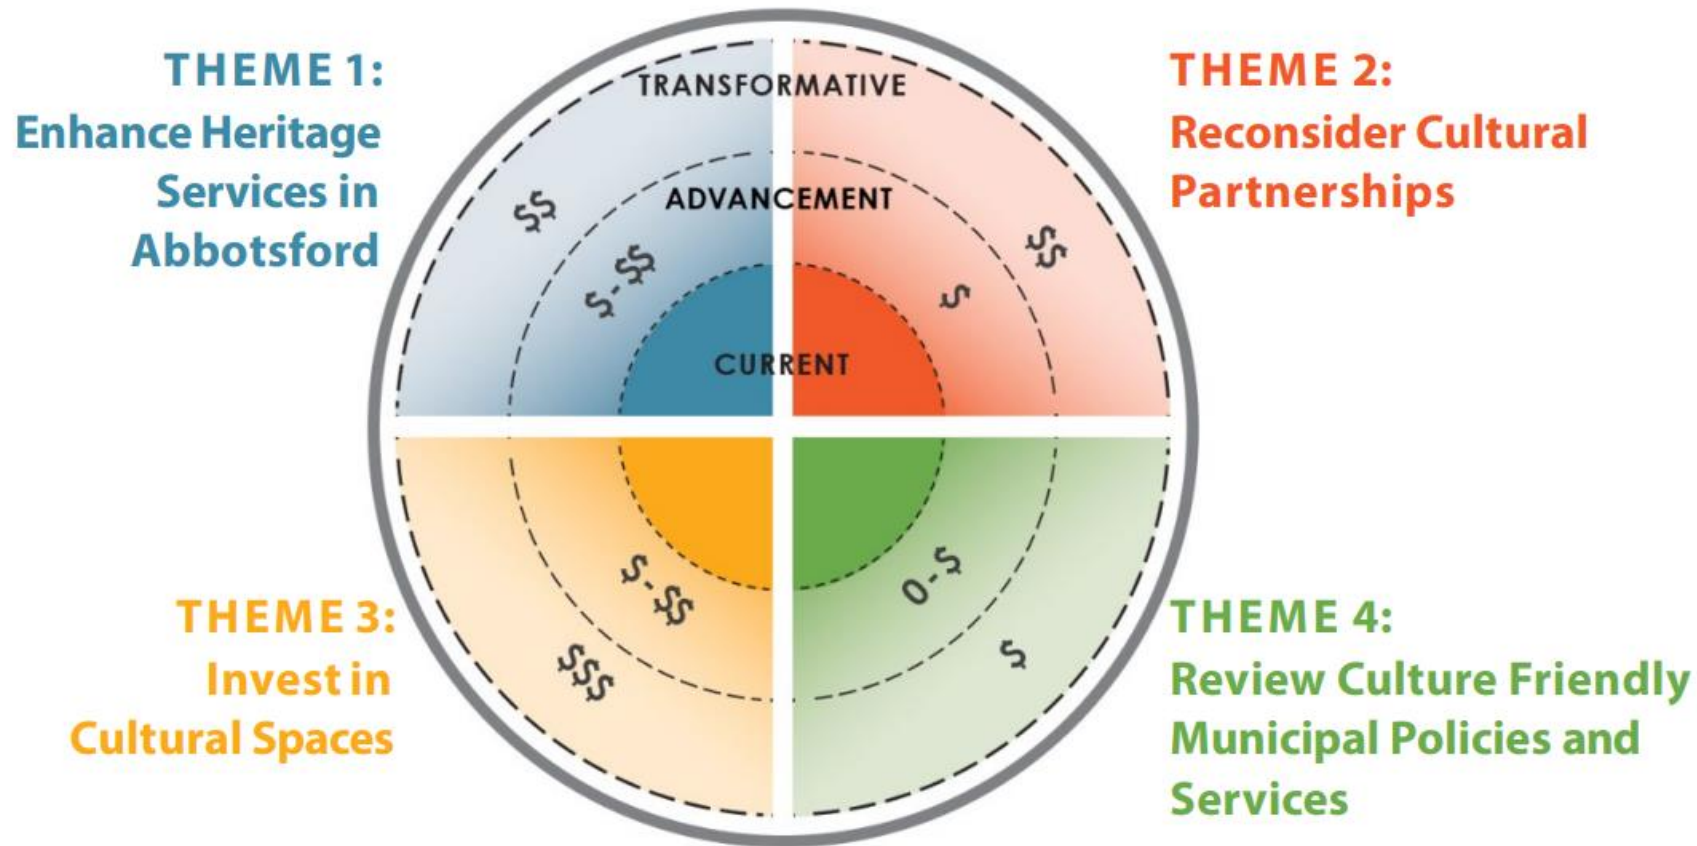 THEME 1:
Enhance Heritage
Services in
Abbotsford
TRANSFORMATIVE
ADVANCEMENT
CURRENT
$$
$-$$
THEME 2:
Reconsider Cultural
Partnerships
$$
$
THEME 3:
Invest in
Cultural Spaces
$-$$
$$$
THEME 4:
Review Culture Friendly
Municipal Policies and
Services
0-$
$